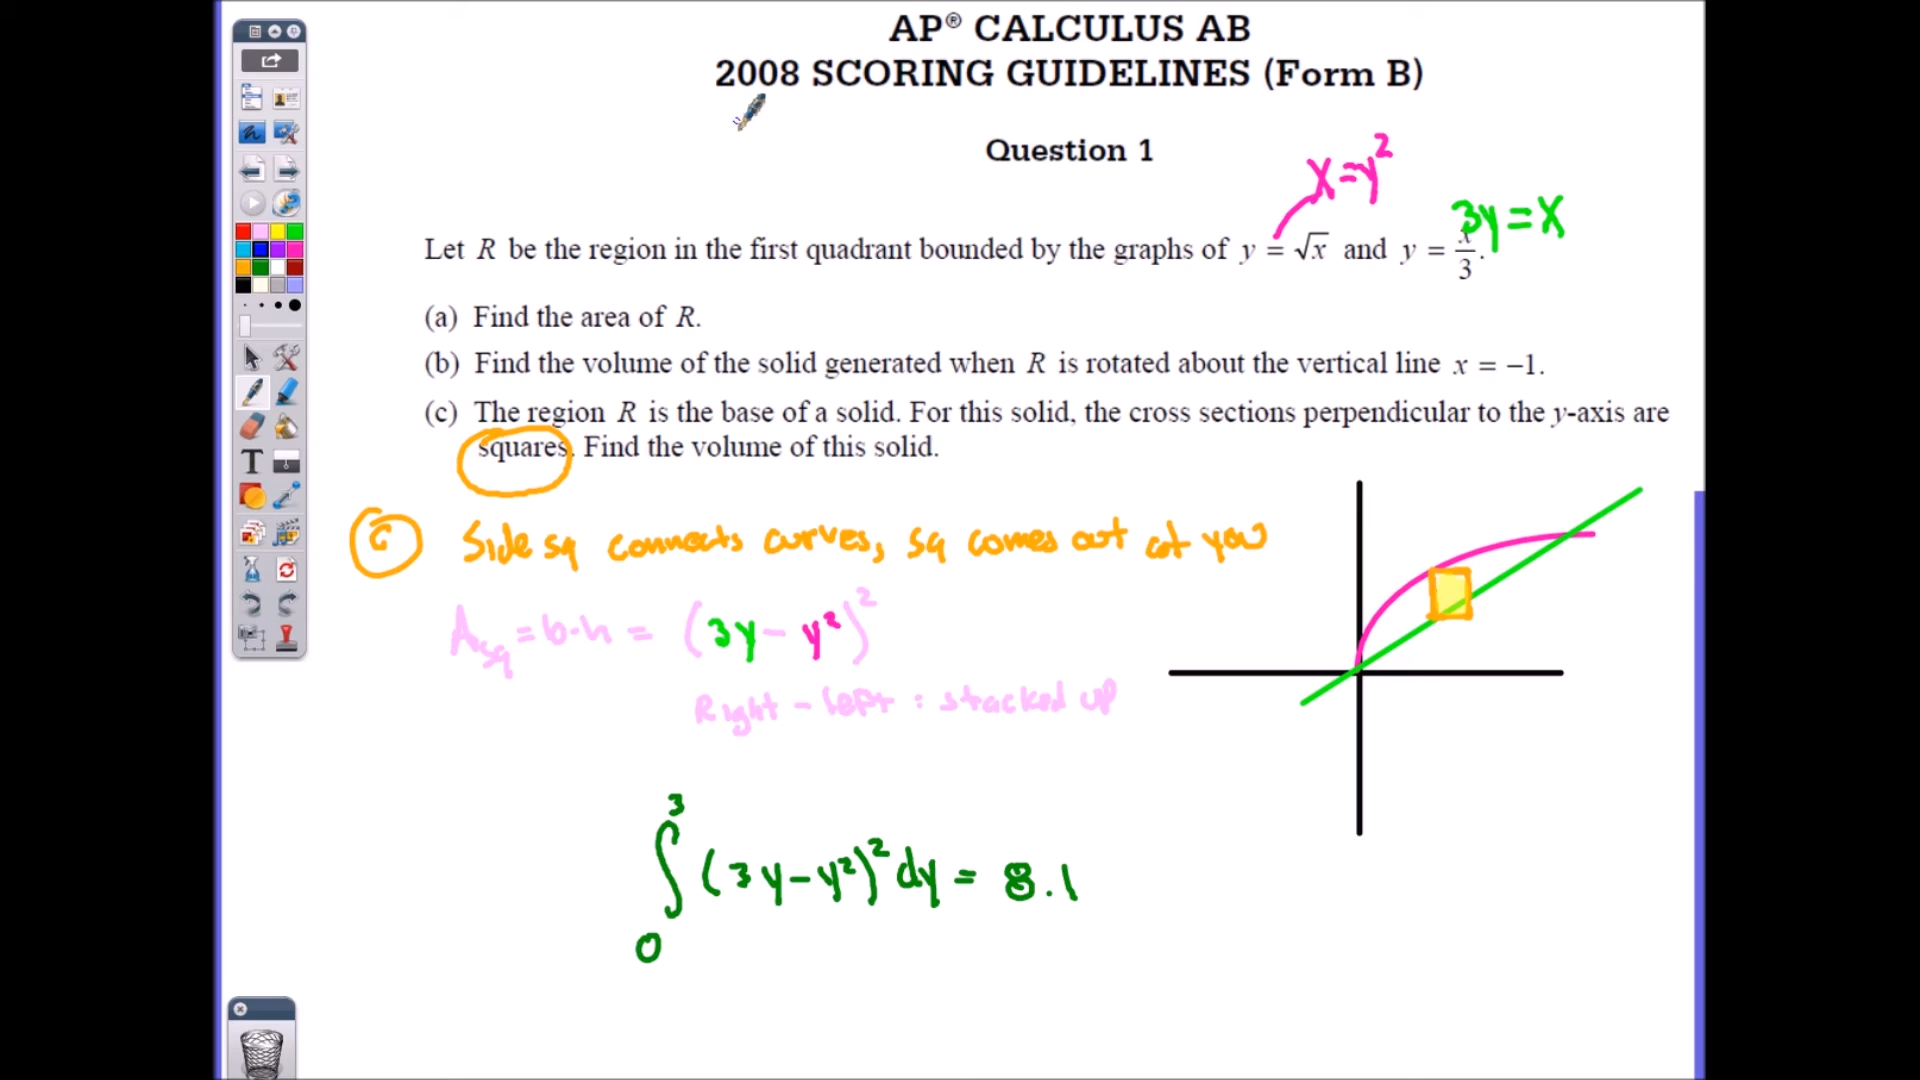 AP® CALCULUS AB
2008 SCORING GUIDELINES (Form B)
Question 1
x=y²
3y=x
Let R be the region in the first quadrant bounded by the graphs of y = √x and y = x/3.
(a) Find the area of R.
(b) Find the volume of the solid generated when R is rotated about the vertical line x = −1.
(c) The region R is the base of a solid. For this solid, the cross sections perpendicular to the y-axis are
squares. Find the volume of this solid.
C Side sq connects curves, sq comes out at you
A_sq = b·h = (3y − y²)²
Right − left : stacked up
∫₀³ (3y−y²)² dy = 8.1